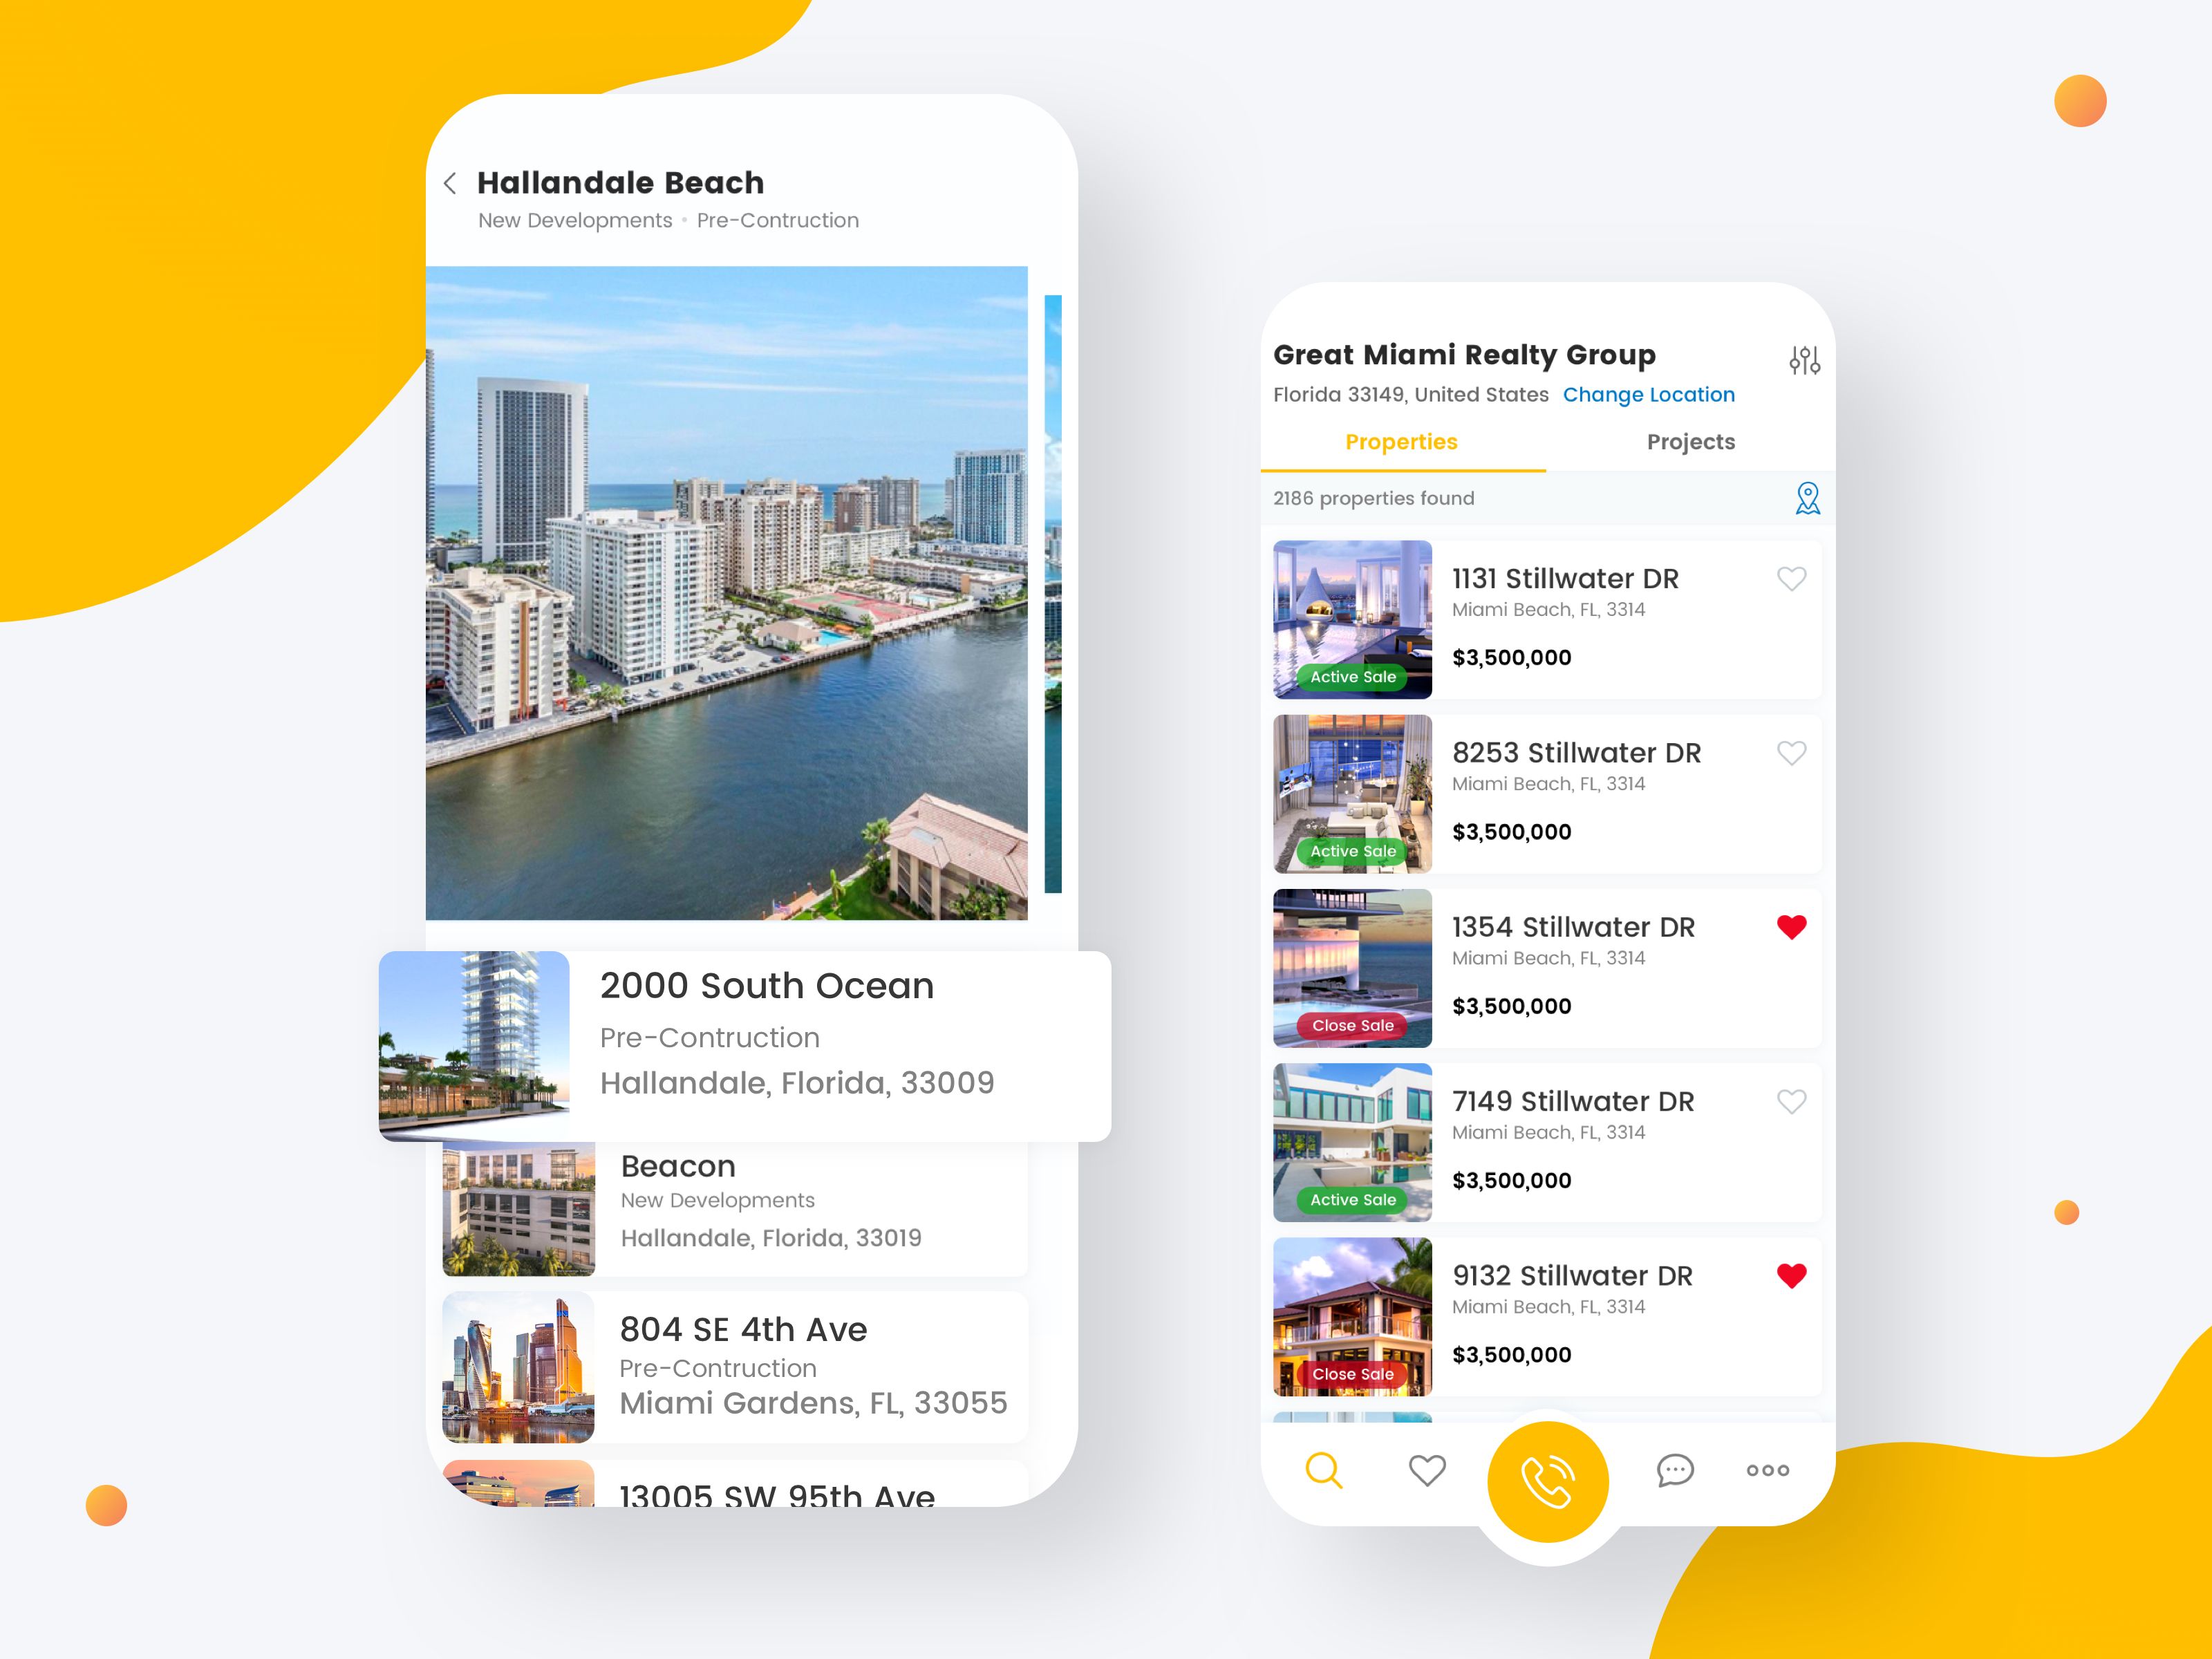 Hallandale Beach
New Developments • Pre-Contruction
2000 South Ocean
Pre-Contruction
Hallandale, Florida, 33009
Beacon
New Developments
Hallandale, Florida, 33019
804 SE 4th Ave
Pre-Contruction
Miami Gardens, FL, 33055
13005 SW 95th Ave
Great Miami Realty Group
Florida 33149, United States Change Location
Properties Projects
2186 properties found
1131 Stillwater DR
Miami Beach, FL, 3314
$3,500,000
Active Sale
8253 Stillwater DR
Miami Beach, FL, 3314
$3,500,000
Active Sale
1354 Stillwater DR
Miami Beach, FL, 3314
$3,500,000
Close Sale
7149 Stillwater DR
Miami Beach, FL, 3314
$3,500,000
Active Sale
9132 Stillwater DR
Miami Beach, FL, 3314
$3,500,000
Close Sale